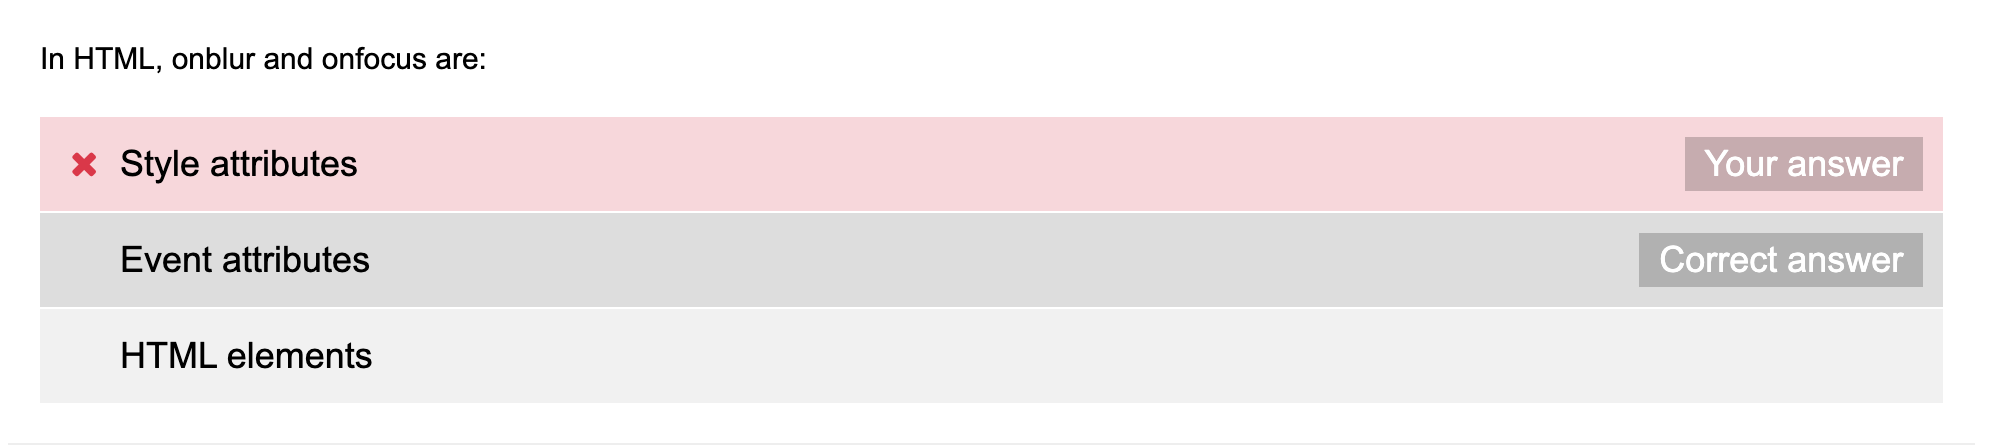 In HTML, onblur and onfocus are:
Style attributes Your answer
Event attributes Correct answer
HTML elements